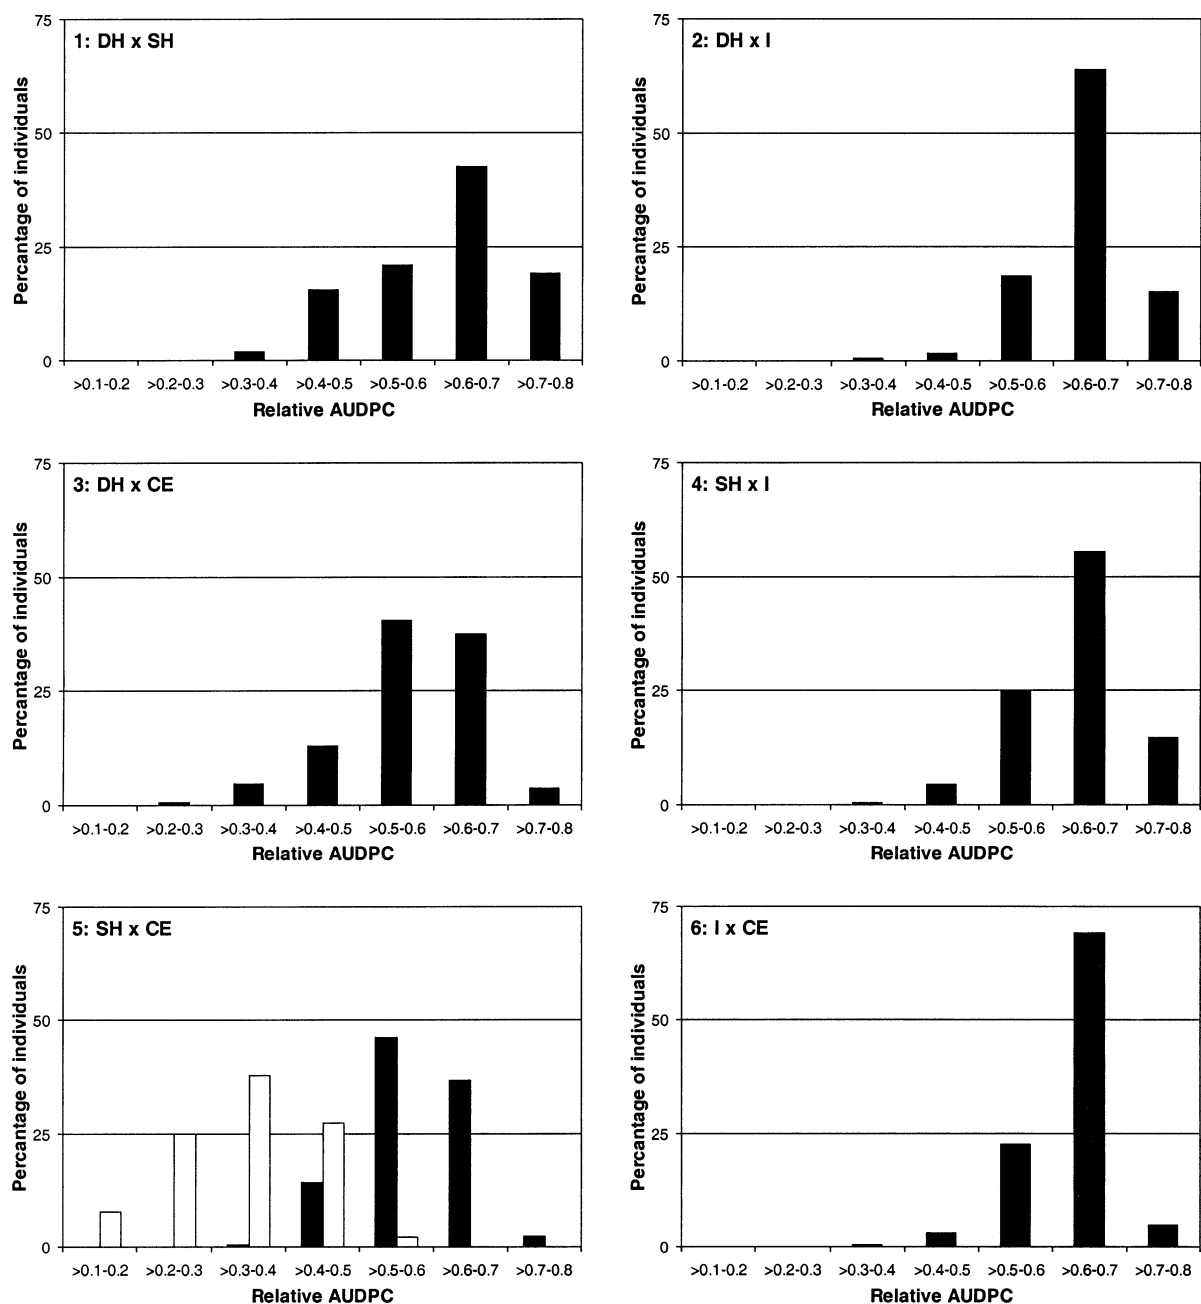 1: DH x SH
Percantage of individuals
75
50
25
0
>0.1-0.2 >0.2-0.3 >0.3-0.4 >0.4-0.5 >0.5-0.6 >0.6-0.7 >0.7-0.8
Relative AUDPC
2: DH x I
Percantage of individuals
75
50
25
0
>0.1-0.2 >0.2-0.3 >0.3-0.4 >0.4-0.5 >0.5-0.6 >0.6-0.7 >0.7-0.8
Relative AUDPC
3: DH x CE
Percantage of individuals
75
50
25
0
>0.1-0.2 >0.2-0.3 >0.3-0.4 >0.4-0.5 >0.5-0.6 >0.6-0.7 >0.7-0.8
Relative AUDPC
4: SH x I
Percantage of individuals
75
50
25
0
>0.1-0.2 >0.2-0.3 >0.3-0.4 >0.4-0.5 >0.5-0.6 >0.6-0.7 >0.7-0.8
Relative AUDPC
5: SH x CE
Percantage of individuals
75
50
25
0
>0.1-0.2 >0.2-0.3 >0.3-0.4 >0.4-0.5 >0.5-0.6 >0.6-0.7 >0.7-0.8
Relative AUDPC
6: I x CE
Percantage of individuals
75
50
25
0
>0.1-0.2 >0.2-0.3 >0.3-0.4 >0.4-0.5 >0.5-0.6 >0.6-0.7 >0.7-0.8
Relative AUDPC